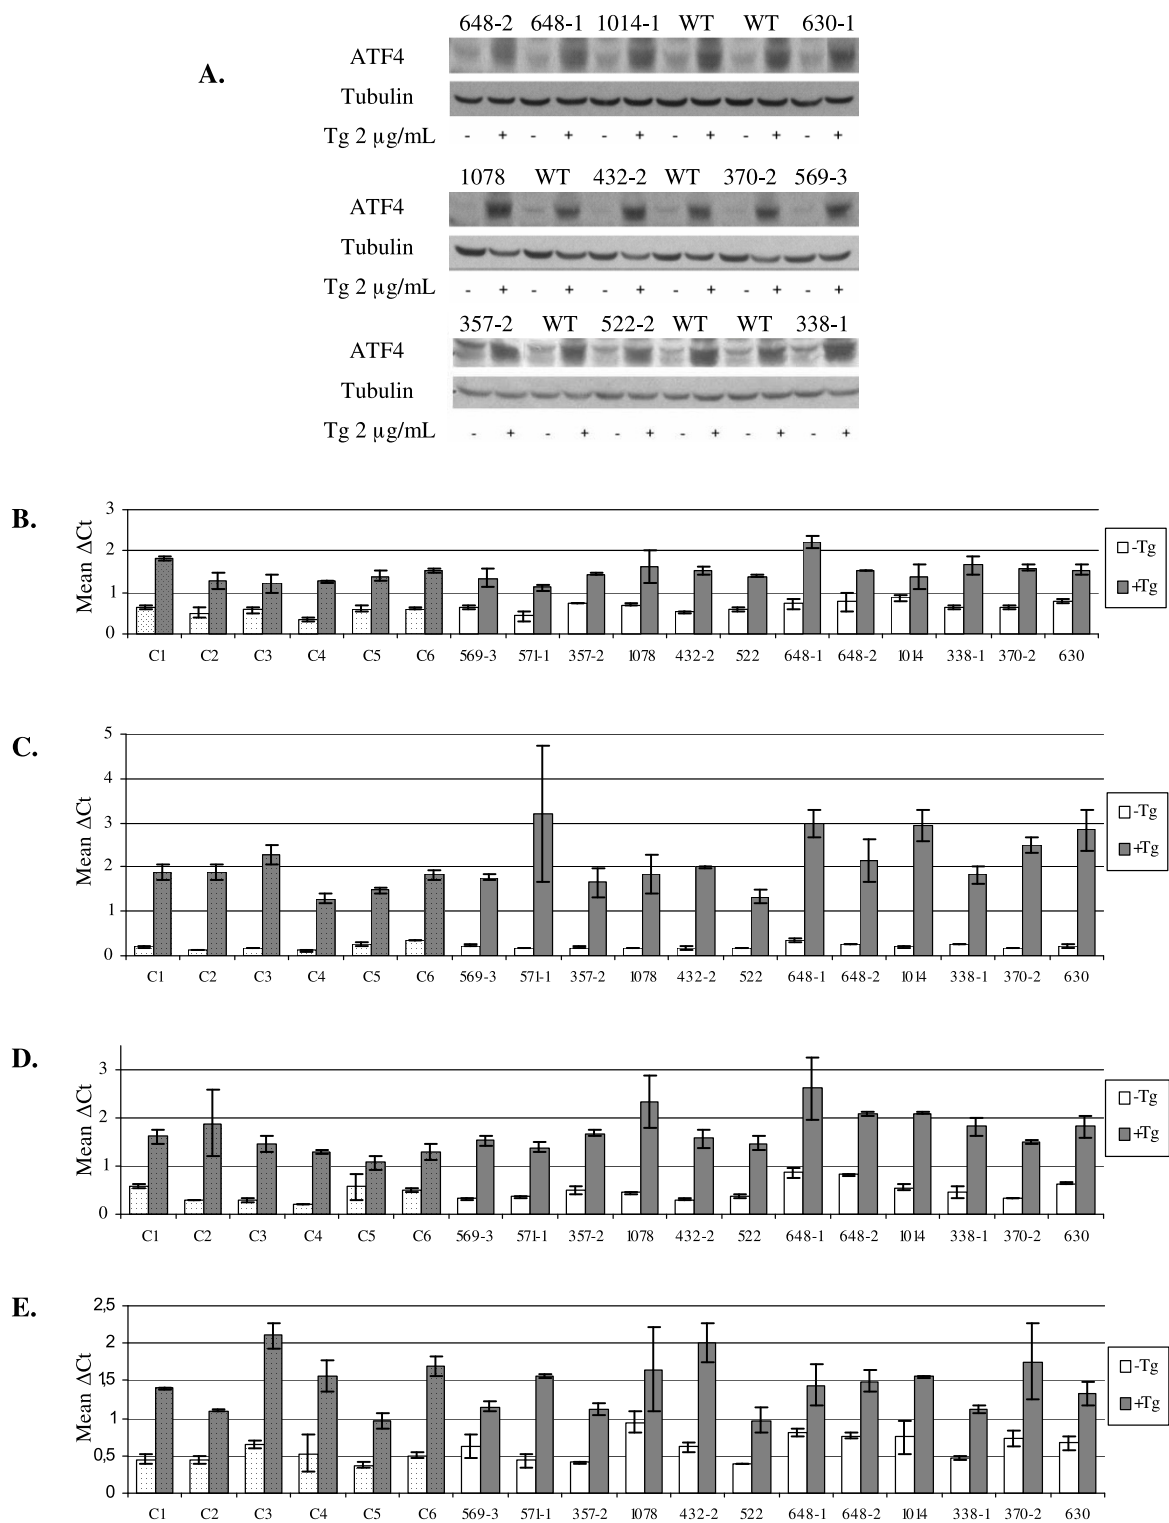 A.
648-2 648-1 1014-1 WT WT 630-1
ATF4
Tubulin
Tg 2 µg/mL - + - + - + - + - + - +
1078 WT 432-2 WT 370-2 569-3
ATF4
Tubulin
Tg 2 µg/mL - + - + - + - + - + - +
357-2 WT 522-2 WT WT 338-1
ATF4
Tubulin
Tg 2 µg/mL - + - + - + - + - + - +
B.
Mean ΔCt
3
2
1
0
C1 C2 C3 C4 C5 C6 569-3 571-1 357-2 1078 432-2 522 648-1 648-2 1014 338-1 370-2 630
-Tg
+Tg
C.
Mean ΔCt
5
4
3
2
1
0
C1 C2 C3 C4 C5 C6 569-3 571-1 357-2 1078 432-2 522 648-1 648-2 1014 338-1 370-2 630
-Tg
+Tg
D.
Mean ΔCt
3
2
1
0
C1 C2 C3 C4 C5 C6 569-3 571-1 357-2 1078 432-2 522 648-1 648-2 1014 338-1 370-2 630
-Tg
+Tg
E.
Mean ΔCt
2,5
2
1,5
1
0,5
0
C1 C2 C3 C4 C5 C6 569-3 571-1 357-2 1078 432-2 522 648-1 648-2 1014 338-1 370-2 630
-Tg
+Tg